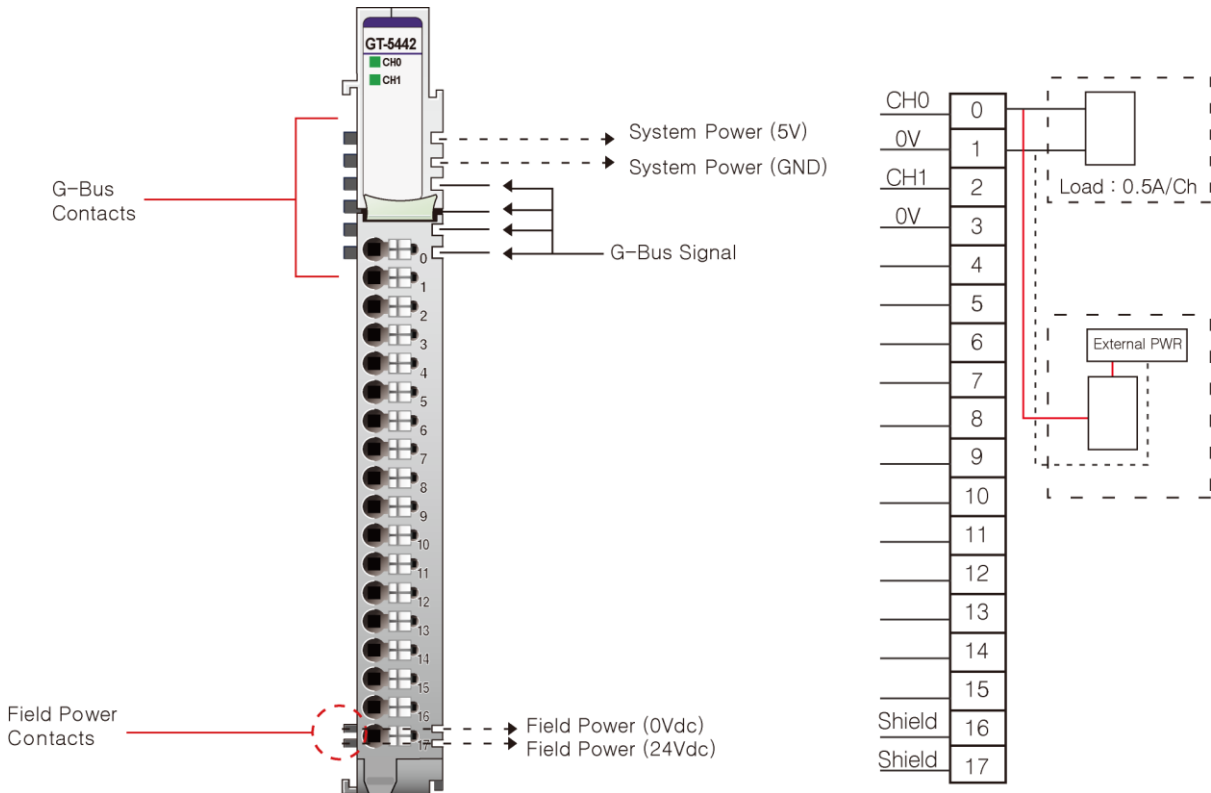 GT-5442
CH0
CH1
System Power (5V)
System Power (GND)
G-Bus
Contacts
G-Bus Signal
0
1
2
3
4
5
6
7
8
9
10
11
12
13
14
15
16
17
Field Power
Contacts
Field Power (0Vdc)
Field Power (24Vdc)
CH0 0
0V 1
CH1 2
0V 3
4
5
6
7
8
9
10
11
12
13
14
15
Shield 16
Shield 17
Load : 0.5A/Ch
External PWR